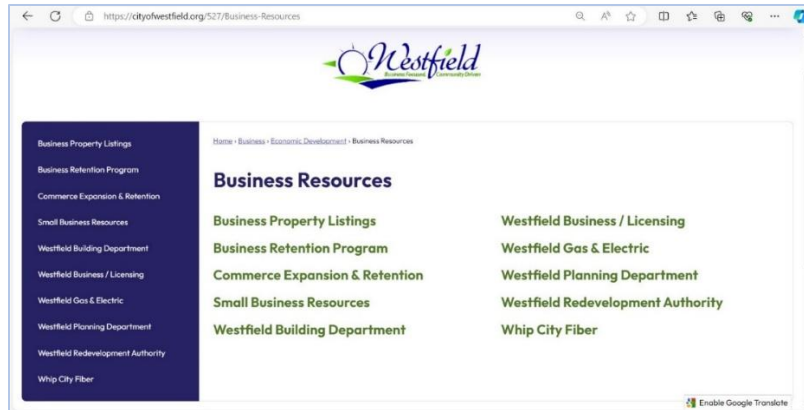 https://cityofwestfield.org/527/Business-Resources
Westfield
Business Focused, Community Driven
Home › Business › Economic Development › Business Resources
Business Resources
Business Property Listings
Business Retention Program
Commerce Expansion & Retention
Small Business Resources
Westfield Building Department
Westfield Business / Licensing
Westfield Gas & Electric
Westfield Planning Department
Westfield Redevelopment Authority
Whip City Fiber
Business Property Listings
Business Retention Program
Commerce Expansion & Retention
Small Business Resources
Westfield Building Department
Westfield Business / Licensing
Westfield Gas & Electric
Westfield Planning Department
Westfield Redevelopment Authority
Whip City Fiber
Enable Google Translate